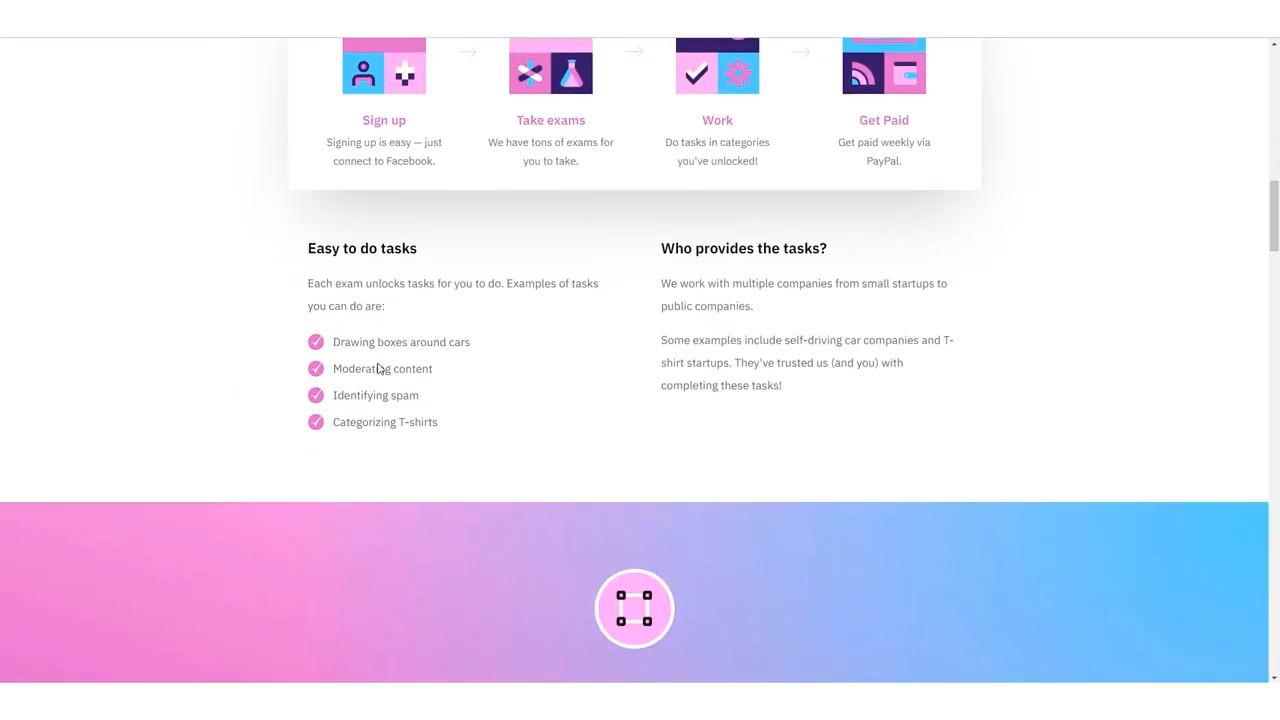 Sign up
Signing up is easy — just
connect to Facebook.
Take exams
We have tons of exams for
you to take.
Work
Do tasks in categories
you've unlocked!
Get Paid
Get paid weekly via
PayPal.
Easy to do tasks
Each exam unlocks tasks for you to do. Examples of tasks
you can do are:
Drawing boxes around cars
Moderating content
Identifying spam
Categorizing T-shirts
Who provides the tasks?
We work with multiple companies from small startups to
public companies.
Some examples include self-driving car companies and T-
shirt startups. They've trusted us (and you) with
completing these tasks!